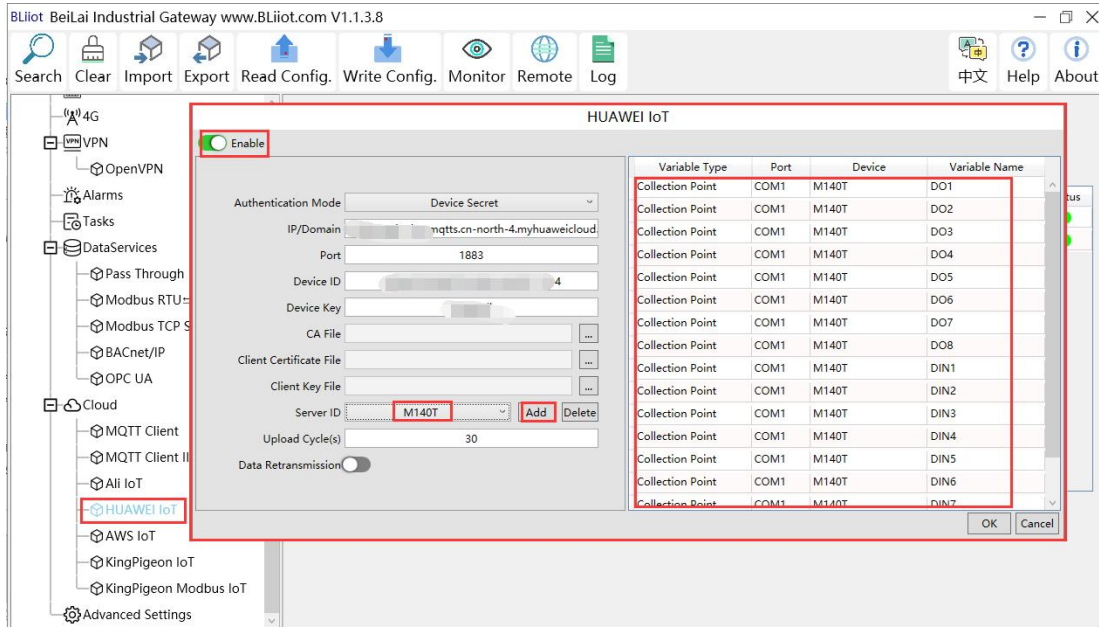 BLiiot BeiLai Industrial Gateway www.BLiiot.com V1.1.3.8
Search Clear Import Export Read Config. Write Config. Monitor Remote Log 中文 Help About
4G
VPN
OpenVPN
Alarms
Tasks
DataServices
Pass Through
Modbus RTU
Modbus TCP S
BACnet/IP
OPC UA
Cloud
MQTT Client
MQTT Client II
Ali IoT
HUAWEI IoT
AWS IoT
KingPigeon IoT
KingPigeon Modbus IoT
Advanced Settings
HUAWEI IoT
Enable
Authentication Mode Device Secret
IP/Domain mqtts.cn-north-4.myhuaweicloud.
Port 1883
Device ID 4
Device Key
CA File ...
Client Certificate File ...
Client Key File ...
Server ID M140T Add Delete
Upload Cycle(s) 30
Data Retransmission
Variable Type Port Device Variable Name
Collection Point COM1 M140T DO1
Collection Point COM1 M140T DO2
Collection Point COM1 M140T DO3
Collection Point COM1 M140T DO4
Collection Point COM1 M140T DO5
Collection Point COM1 M140T DO6
Collection Point COM1 M140T DO7
Collection Point COM1 M140T DO8
Collection Point COM1 M140T DIN1
Collection Point COM1 M140T DIN2
Collection Point COM1 M140T DIN3
Collection Point COM1 M140T DIN4
Collection Point COM1 M140T DIN5
Collection Point COM1 M140T DIN6
Collection Point COM1 M140T DIN7
OK Cancel
tus